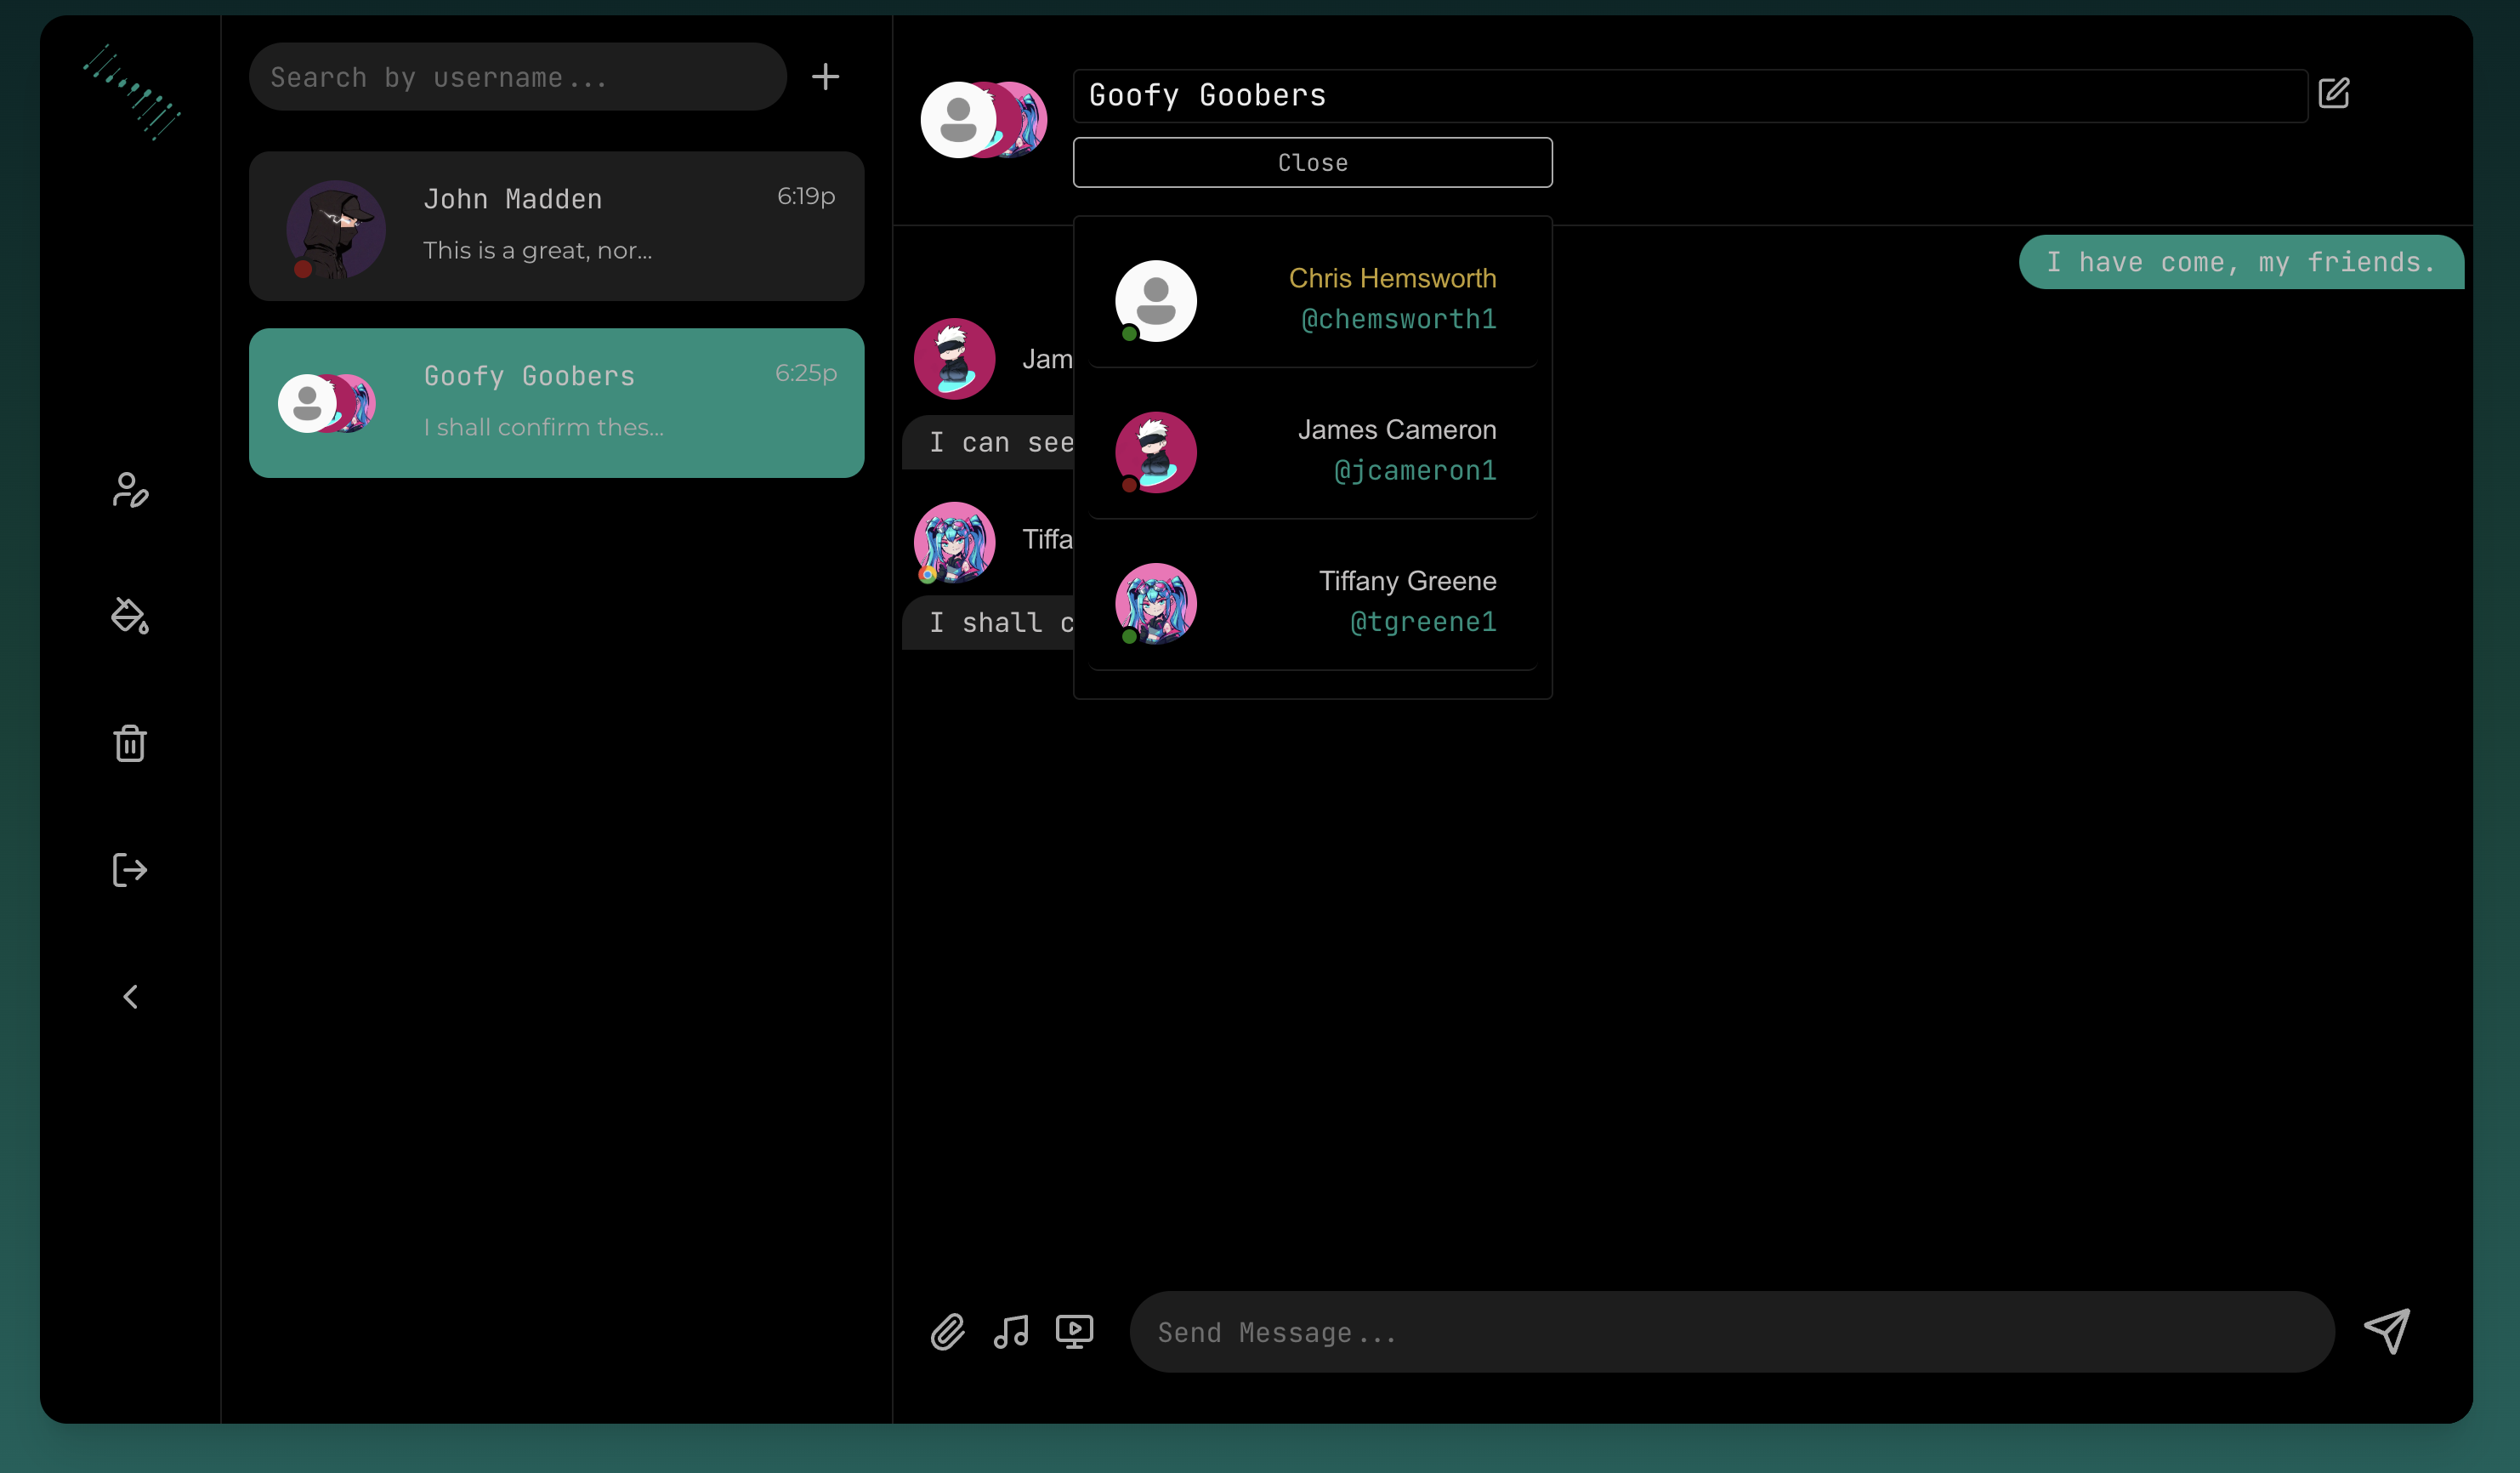 Search by username...
John Madden
6:19p
This is a great, nor...
Goofy Goobers
6:25p
I shall confirm thes...
Goofy Goobers
Close
I have come, my friends.
Chris Hemsworth
@chemsworth1
James Cameron
@jcameron1
Tiffany Greene
@tgreene1
Jam
I can see
Tiffa
I shall c
Send Message...